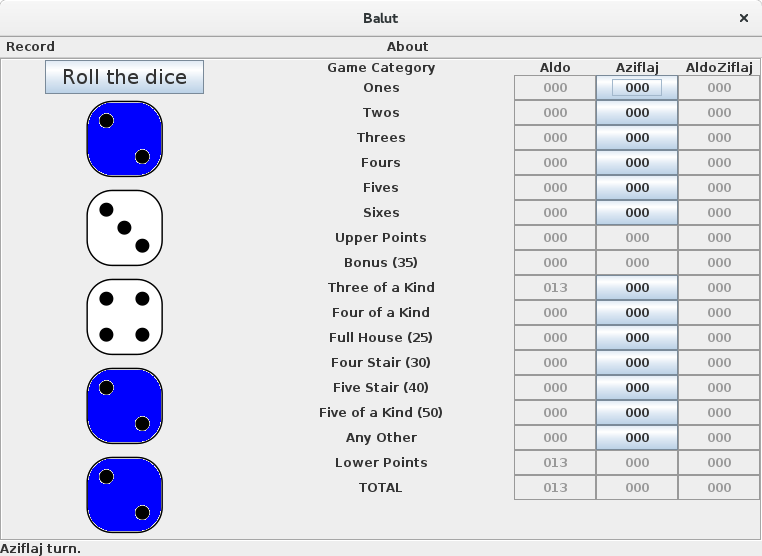 Balut ×
Record About
Roll the dice
Game Category Aldo Aziflaj AldoZiflaj
Ones 000 000 000
Twos 000 000 000
Threes 000 000 000
Fours 000 000 000
Fives 000 000 000
Sixes 000 000 000
Upper Points 000 000 000
Bonus (35) 000 000 000
Three of a Kind 013 000 000
Four of a Kind 000 000 000
Full House (25) 000 000 000
Four Stair (30) 000 000 000
Five Stair (40) 000 000 000
Five of a Kind (50) 000 000 000
Any Other 000 000 000
Lower Points 013 000 000
TOTAL 013 000 000
Aziflaj turn.